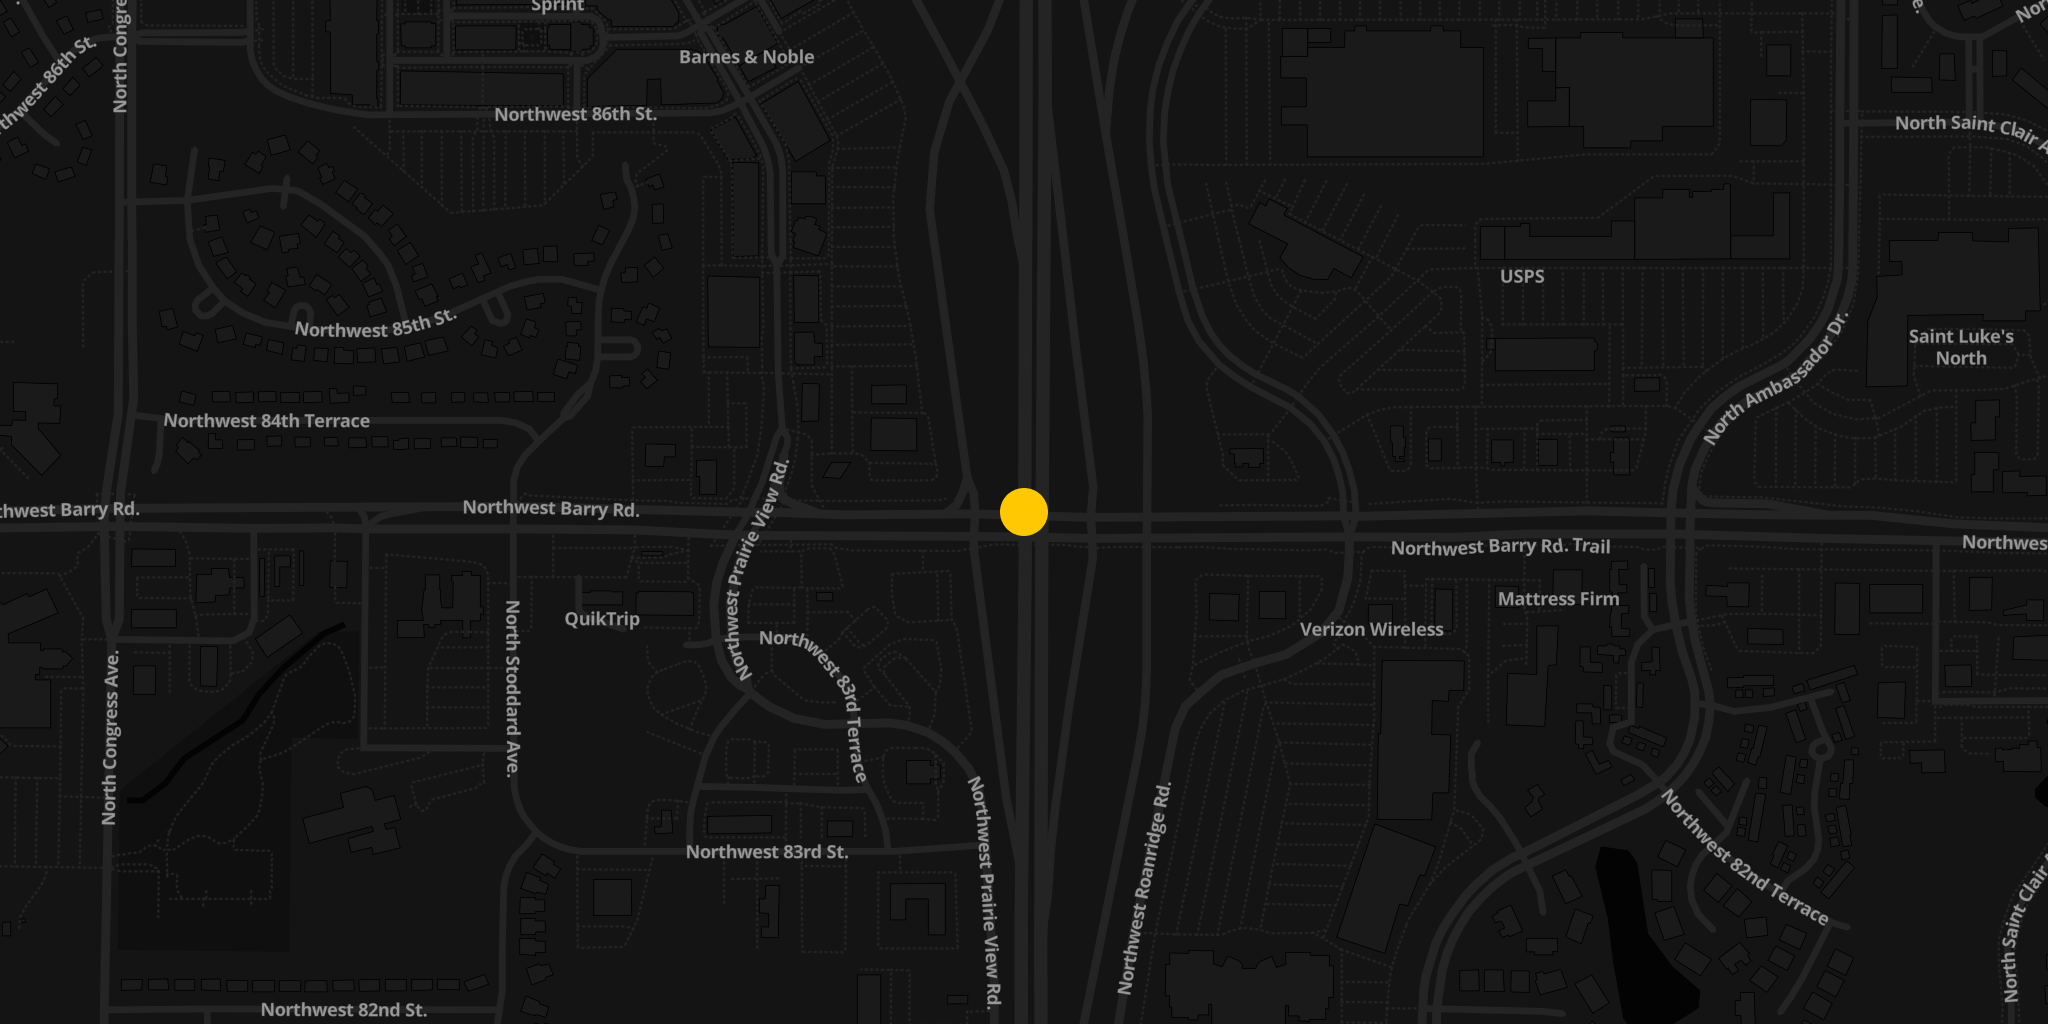 Sprint
North Congre
Northwest 86th St.
Barnes & Noble
Northwest 86th St.
North Saint Clair A
Nor
e.
USPS
Northwest 85th St.
Saint Luke's
North
North Ambassador Dr.
Northwest 84th Terrace
thwest Barry Rd.
Northwest Barry Rd.
Northwest Prairie View Rd.
Northwest Barry Rd. Trail
Northwes
Mattress Firm
QuikTrip
Verizon Wireless
North Stoddard Ave.
Northwest 83rd Terrace
North Congress Ave.
Northwest Prairie View Rd.
Northwest Roanridge Rd.
Northwest 82nd Terrace
Northwest 83rd St.
North Saint Clair A
Northwest 82nd St.